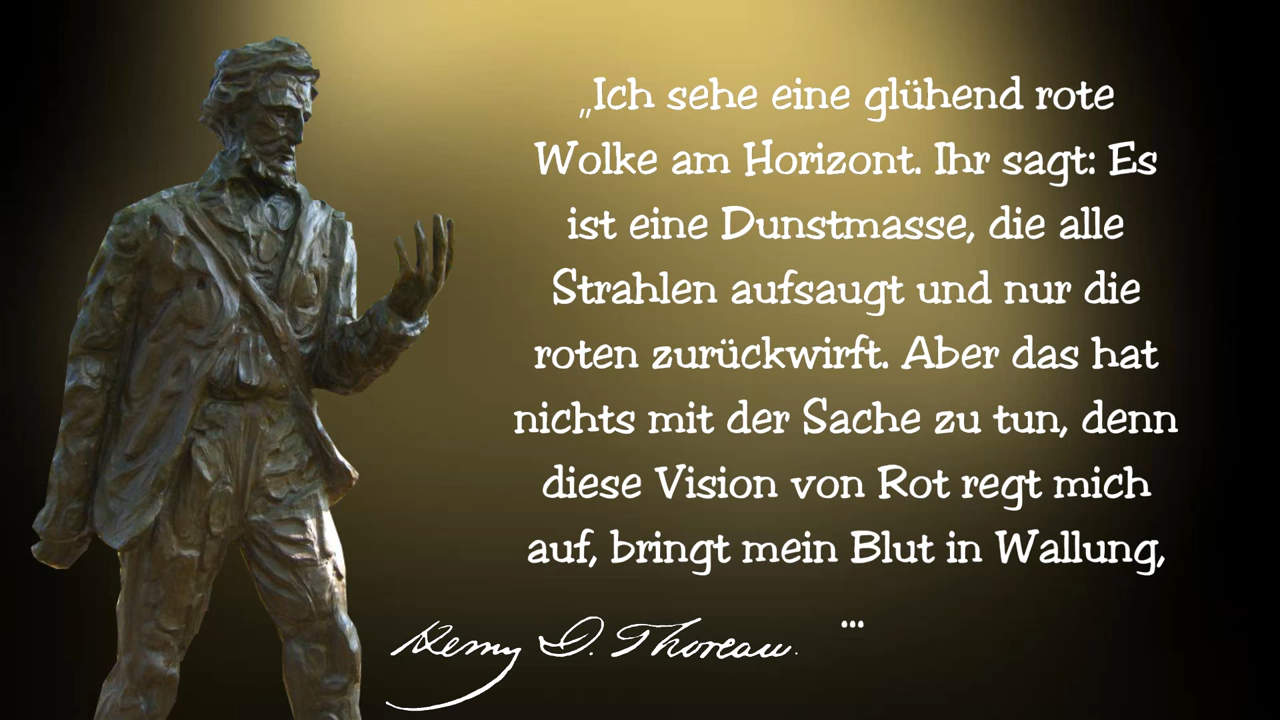 „Ich sehe eine glühend rote
Wolke am Horizont. Ihr sagt: Es
ist eine Dunstmasse, die alle
Strahlen aufsaugt und nur die
roten zurückwirft. Aber das hat
nichts mit der Sache zu tun, denn
diese Vision von Rot regt mich
auf, bringt mein Blut in Wallung,
...
Henry D. Thoreau.